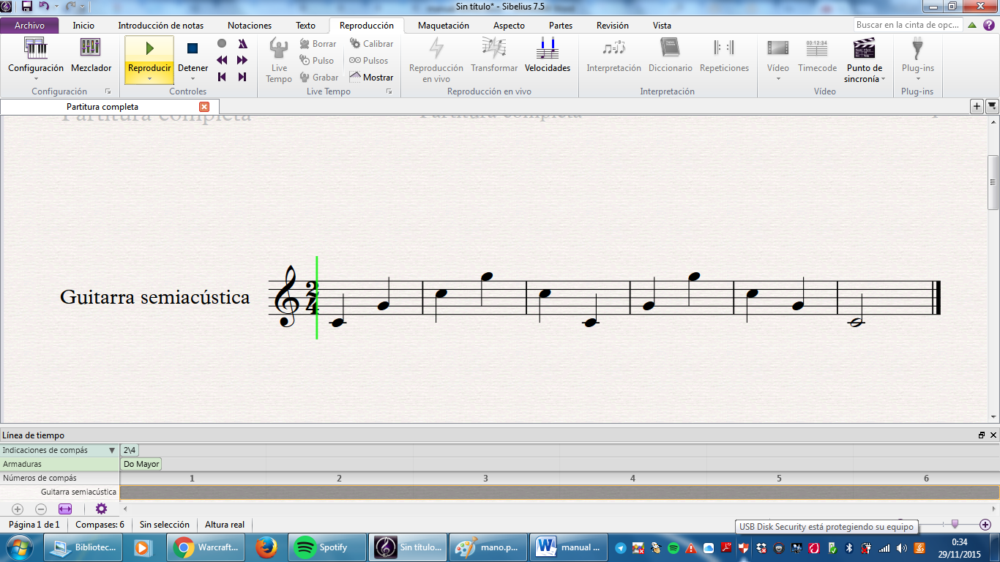 Sin título* - Sibelius 7.5
Archivo Inicio Introducción de notas Notaciones Texto Reproducción Maquetación Aspecto Partes Revisión Vista Buscar en la cinta de opc...
Configuración Mezclador Reproducir Detener Live Tempo Borrar Pulso Grabar Calibrar Pulsos Mostrar Reproducción en vivo Transformar Velocidades Interpretación Diccionario Repeticiones Vídeo Timecode Punto de sincronía Plug-ins
Configuración Controles Live Tempo Reproducción en vivo Interpretación Vídeo Plug-ins
Partitura completa
Partitura completa Partitura completa
Guitarra semiacústica
2
4
Línea de tiempo
Indicaciones de compás 2\4
Armaduras Do Mayor
Números de compás 1 2 3 4 5 6
Guitarra semiacústica
Página 1 de 1 Compases: 6 Sin selección Altura real
USB Disk Security está protegiendo su equipo
Bibliotec... Warcraft... Spotify Sin título... mano.p... manual ... 0:34
29/11/2015